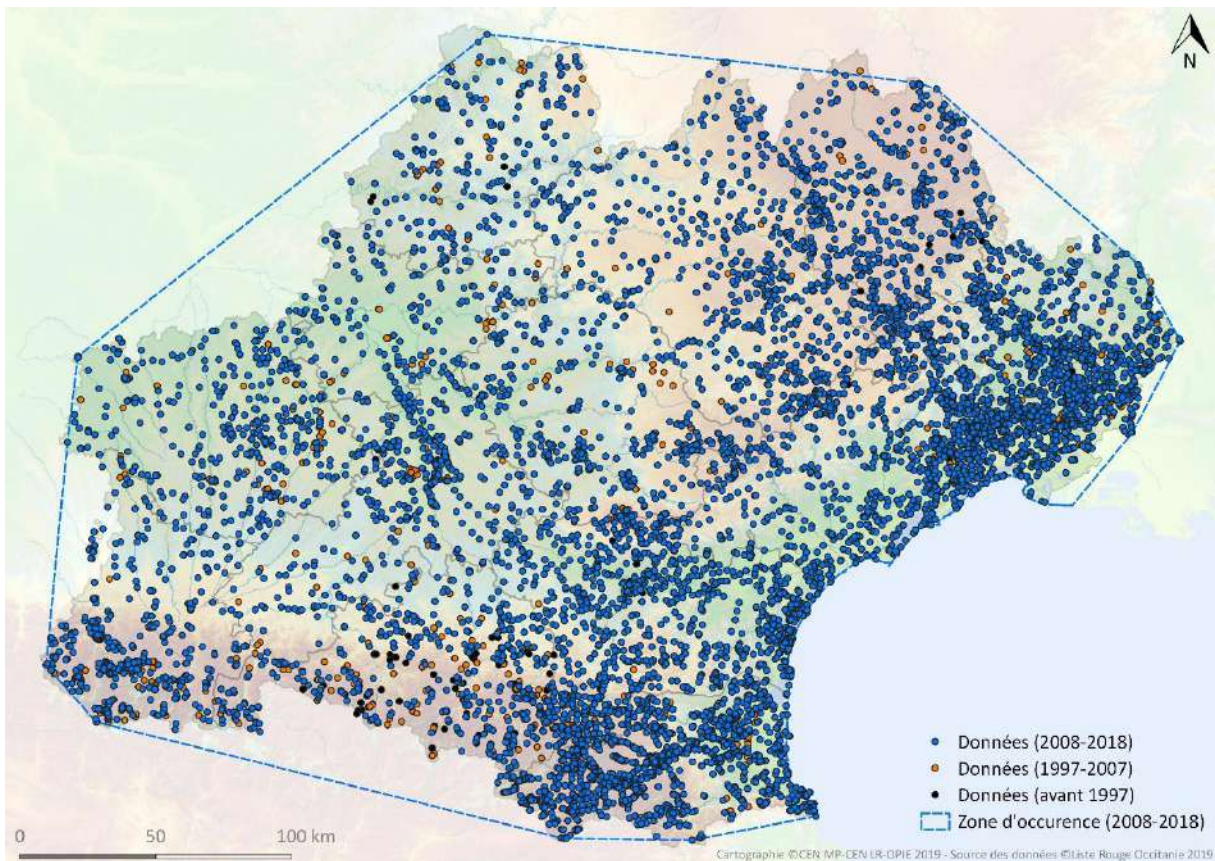 N
Données (2008-2018)
Données (1997-2007)
Données (avant 1997)
Zone d'occurence (2008-2018)
0 50 100 km
Cartographie ©CEN MP-CEN LR-OPIE 2019 - Source des données ©Liste Rouge Occitanie 2019